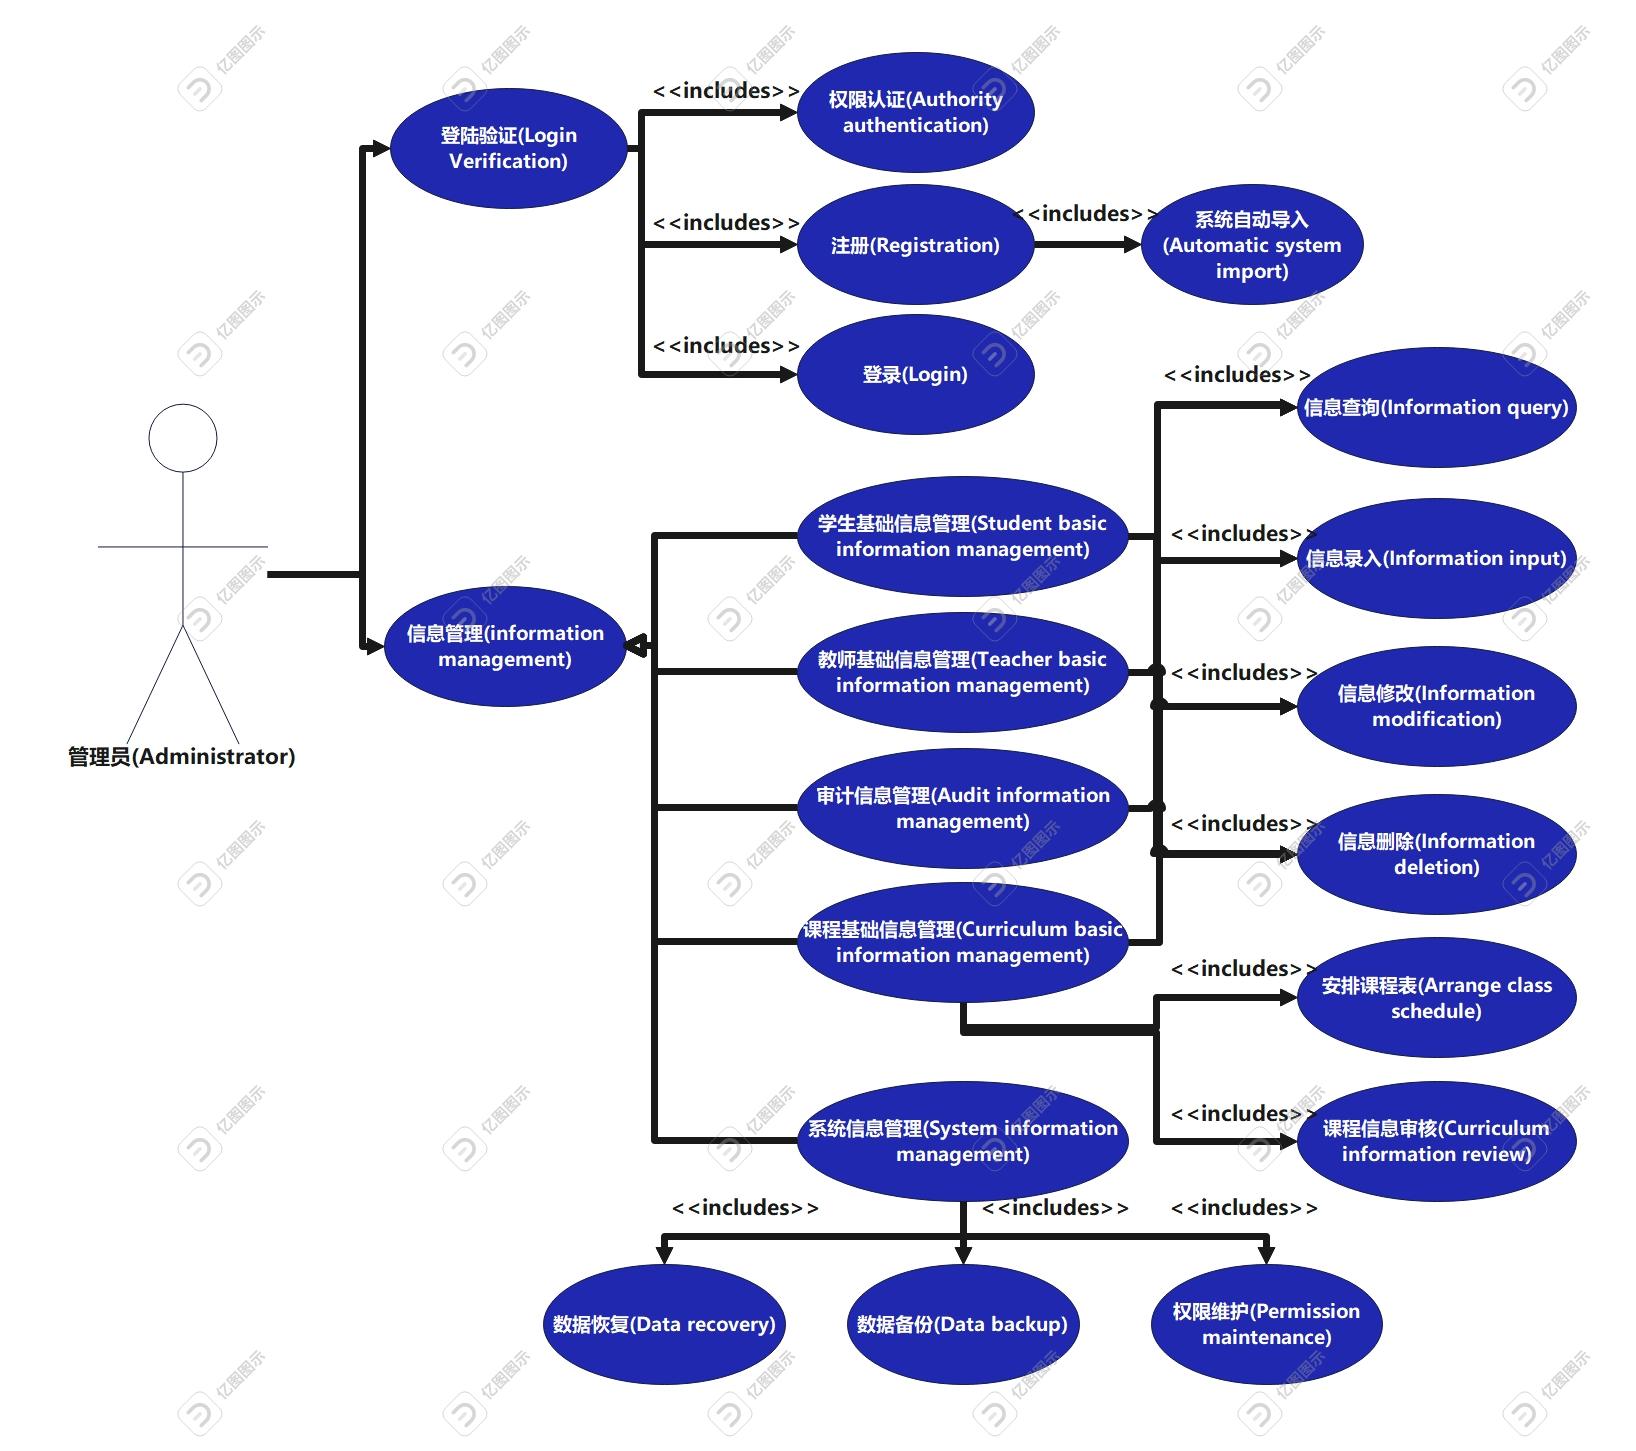 <<includes>>
权限认证(Authority
authentication)
登陆验证(Login
Verification)
<<includes>>
注册(Registration)
<<includes>>
系统自动导入
(Automatic system
import)
<<includes>>
登录(Login)
<<includes>>
信息查询(Information query)
学生基础信息管理(Student basic
information management)
<<includes>>
信息录入(Information input)
信息管理(information
management)
教师基础信息管理(Teacher basic
information management)
<<includes>>
信息修改(Information
modification)
管理员(Administrator)
审计信息管理(Audit information
management)
<<includes>>
信息删除(Information
deletion)
课程基础信息管理(Curriculum basic
information management)
<<includes>>
安排课程表(Arrange class
schedule)
系统信息管理(System information
management)
<<includes>>
课程信息审核(Curriculum
information review)
<<includes>>
<<includes>>
<<includes>>
数据恢复(Data recovery)
数据备份(Data backup)
权限维护(Permission
maintenance)
亿图图示